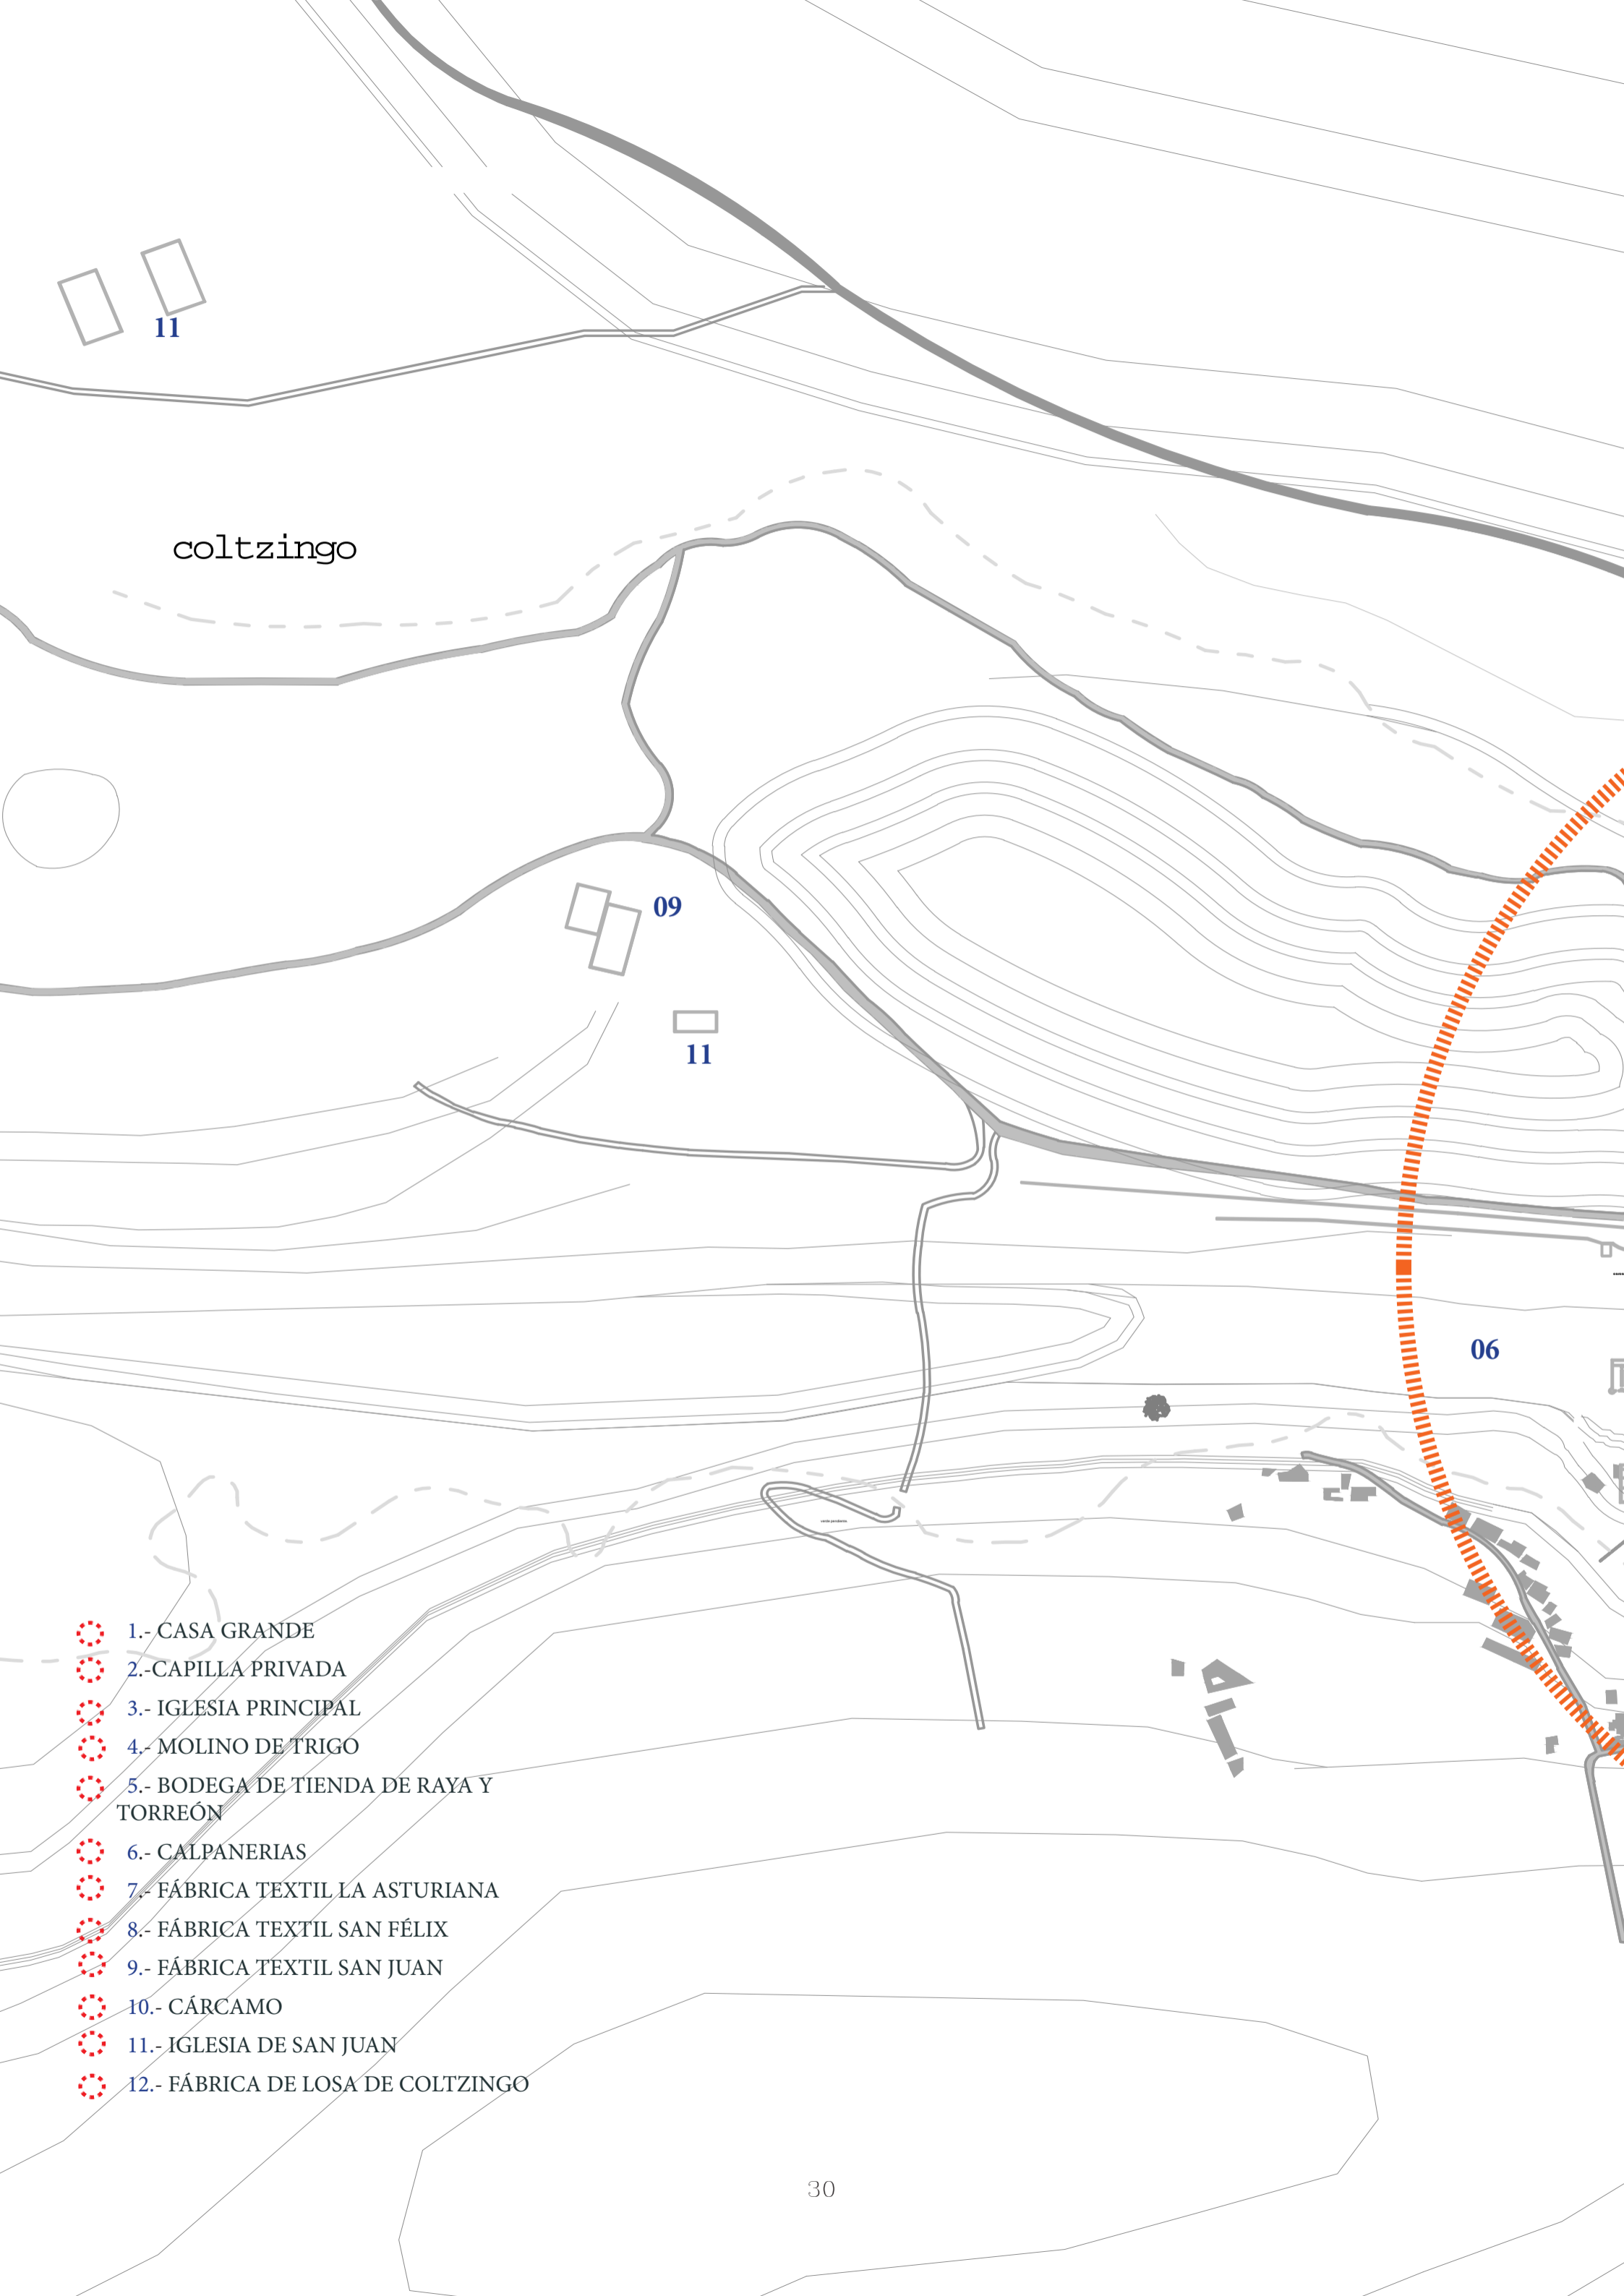 11
coltzingo
09
11
06
1.- CASA GRANDE
2.-CAPILLA PRIVADA
3.- IGLESIA PRINCIPAL
4.- MOLINO DE TRIGO
5.- BODEGA DE TIENDA DE RAYA Y
TORREÓN
6.- CALPANERIAS
7.- FÁBRICA TEXTIL LA ASTURIANA
8.- FÁBRICA TEXTIL SAN FÉLIX
9.- FÁBRICA TEXTIL SAN JUAN
10.- CÁRCAMO
11.- IGLESIA DE SAN JUAN
12.- FÁBRICA DE LOSA DE COLTZINGO
30